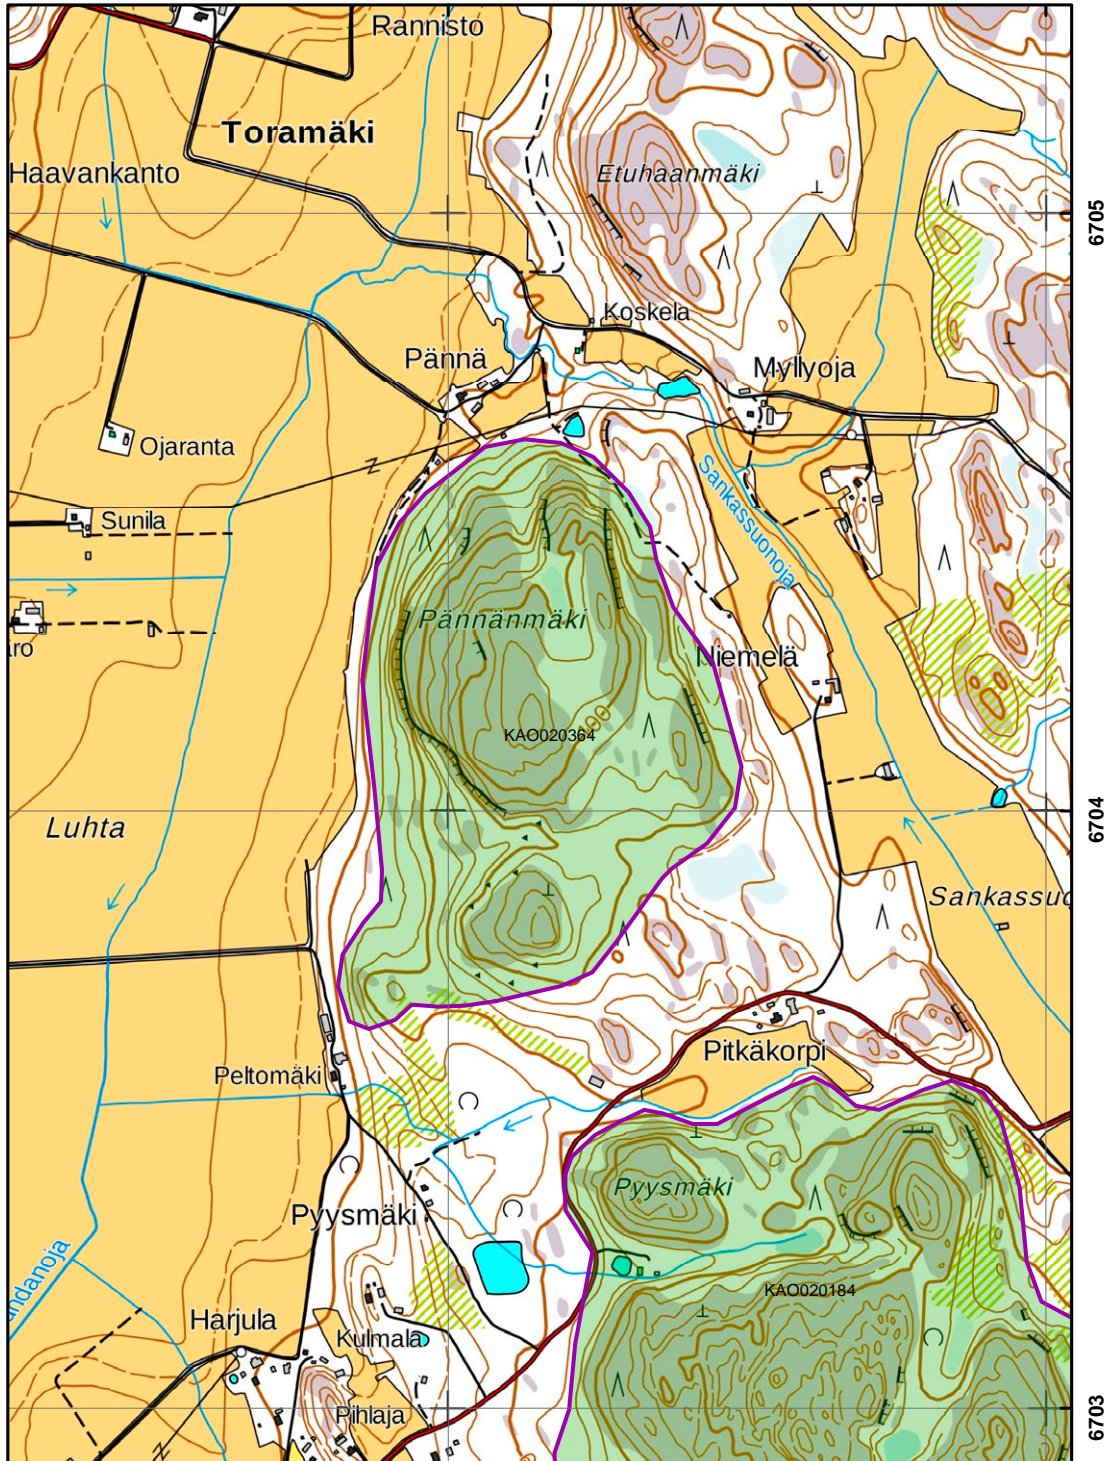 Rannisto
Toramäki
Haavankanto
Etuhaanmäki
6705
Koskela
Pännä
Myllyoja
Ojaranta
Sankassuonoja
Sunila
Pännänmäki
Niemelä
KAO020364
100
Luhta
6704
Sankassuo
Pitkäkorpi
Peltomäki
Pyysmäki
Pyysmäki
KAO020184
Harjula
Kulmala
Pihlaja
6703